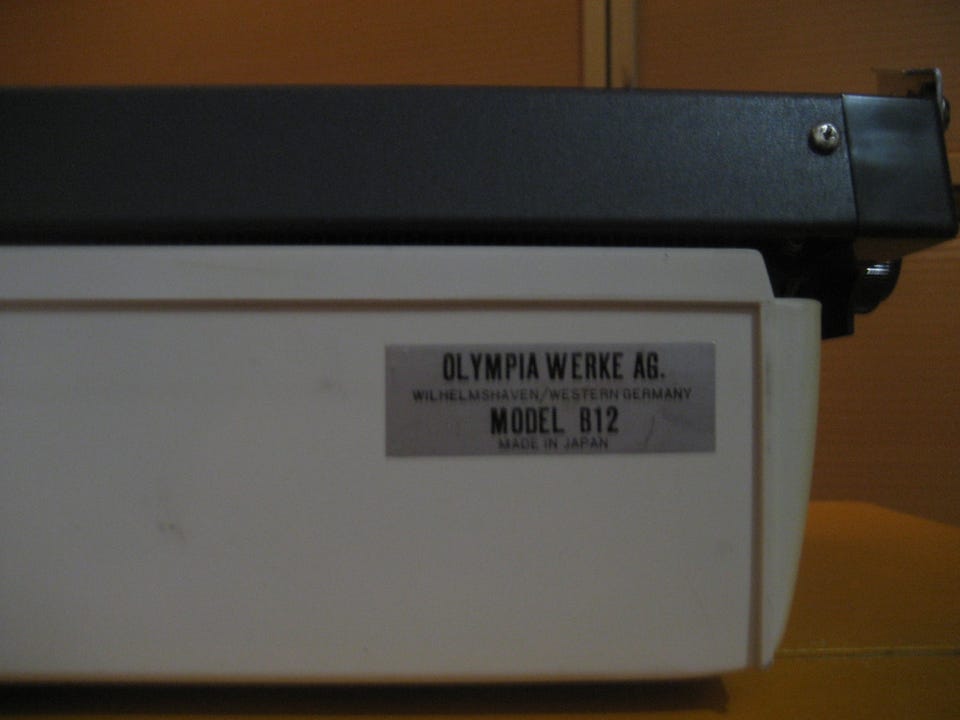 OLYMPIA WERKE AG.
WILHELMSHAVEN/WESTERN GERMANY
MODEL B12
MADE IN JAPAN